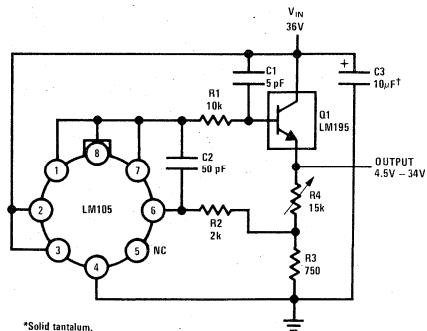 VIN
36V
C1
5 pF
C3
10μF†
R1
10k
Q1
LM195
C2
50 pF
OUTPUT
4.5V – 34V
1
8
7
2
LM105
6
3
4
5
NC
R2
2k
R4
15k
R3
750
+
*Solid tantalum.